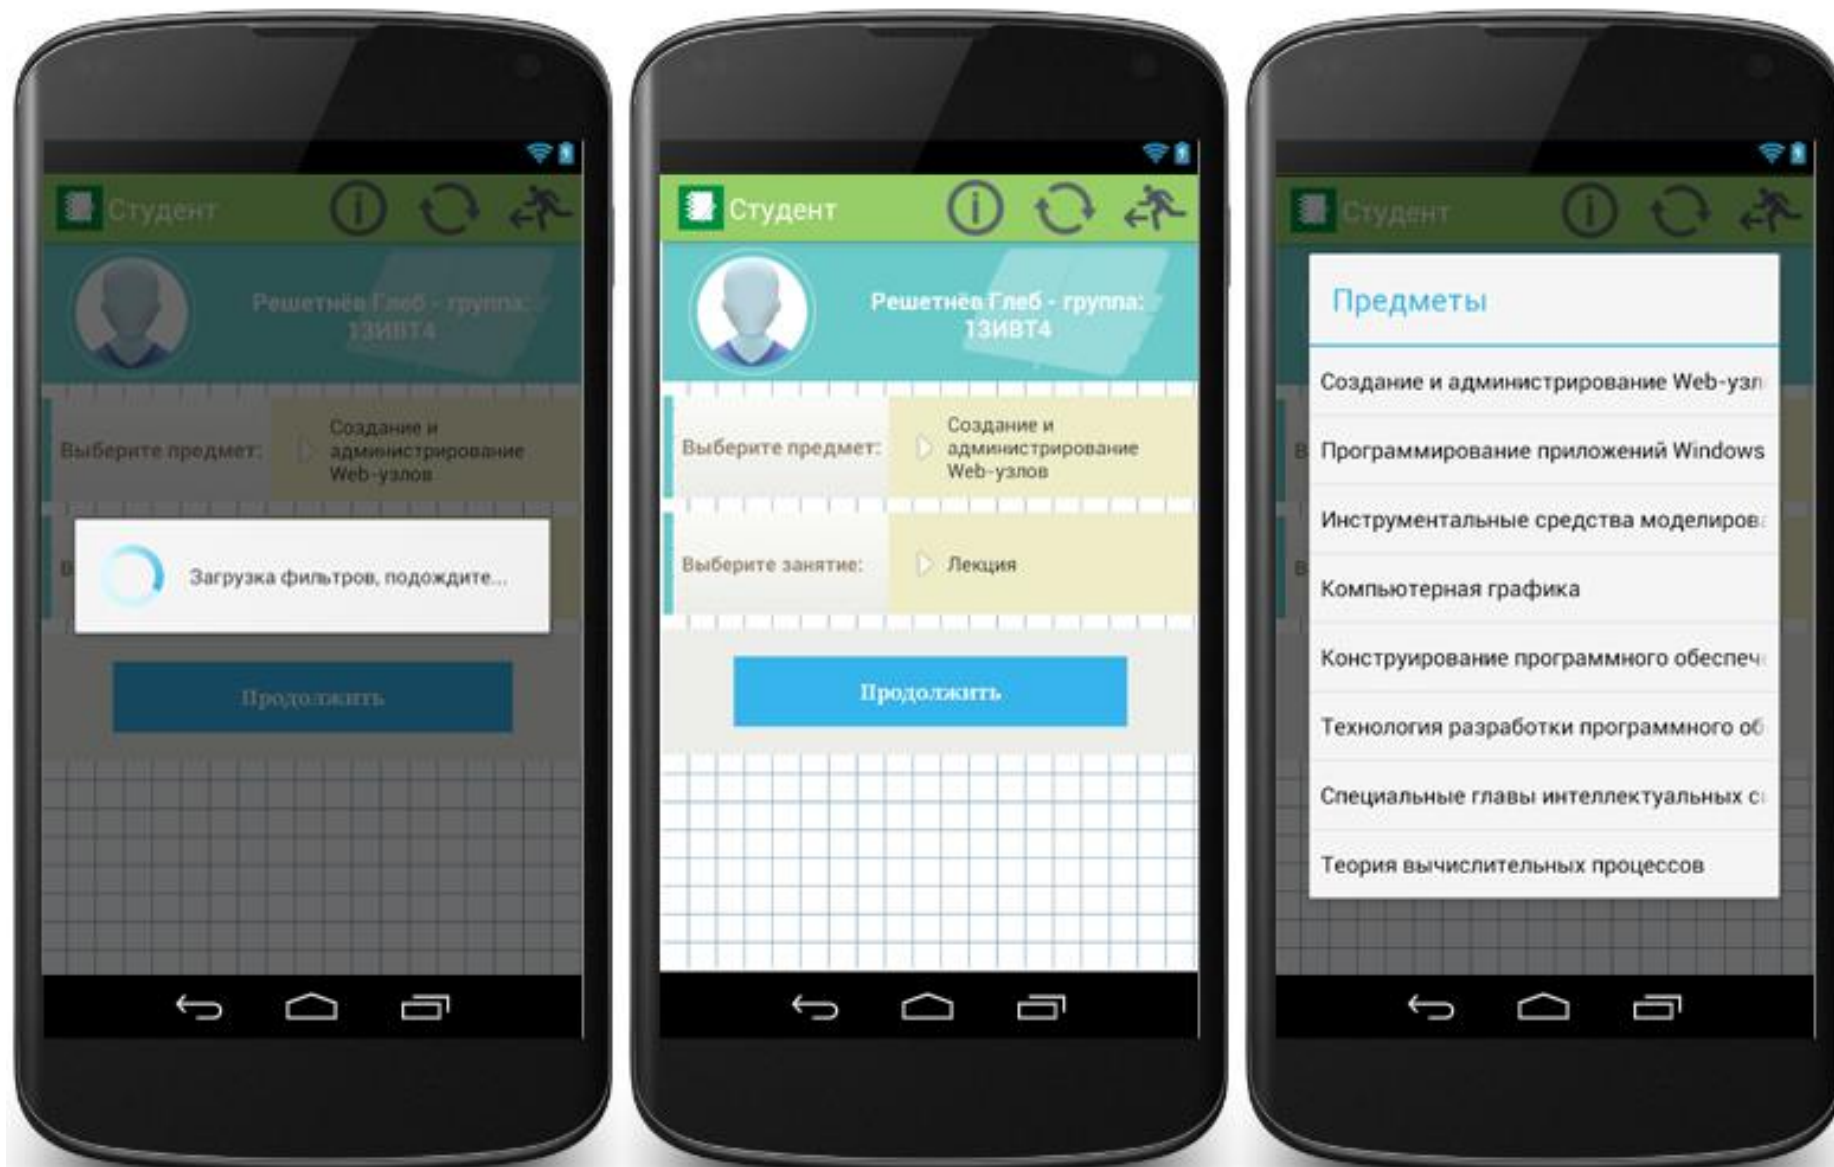 Студент
Решетнёв Глеб - группа:
13ИВТ4
Выберите предмет:
Создание и
администрирование
Web-узлов
В
Загрузка фильтров, подождите...
Продолжить
Студент
Решетнёв Глеб - группа:
13ИВТ4
Выберите предмет:
Создание и
администрирование
Web-узлов
Выберите занятие:
Лекция
Продолжить
Студент
Предметы
Создание и администрирование Web-узл
В
Программирование приложений Windows
Инструментальные средства моделирова
В
Компьютерная графика
Конструирование программного обеспеч
Технология разработки программного об
Специальные главы интеллектуальных с
Теория вычислительных процессов